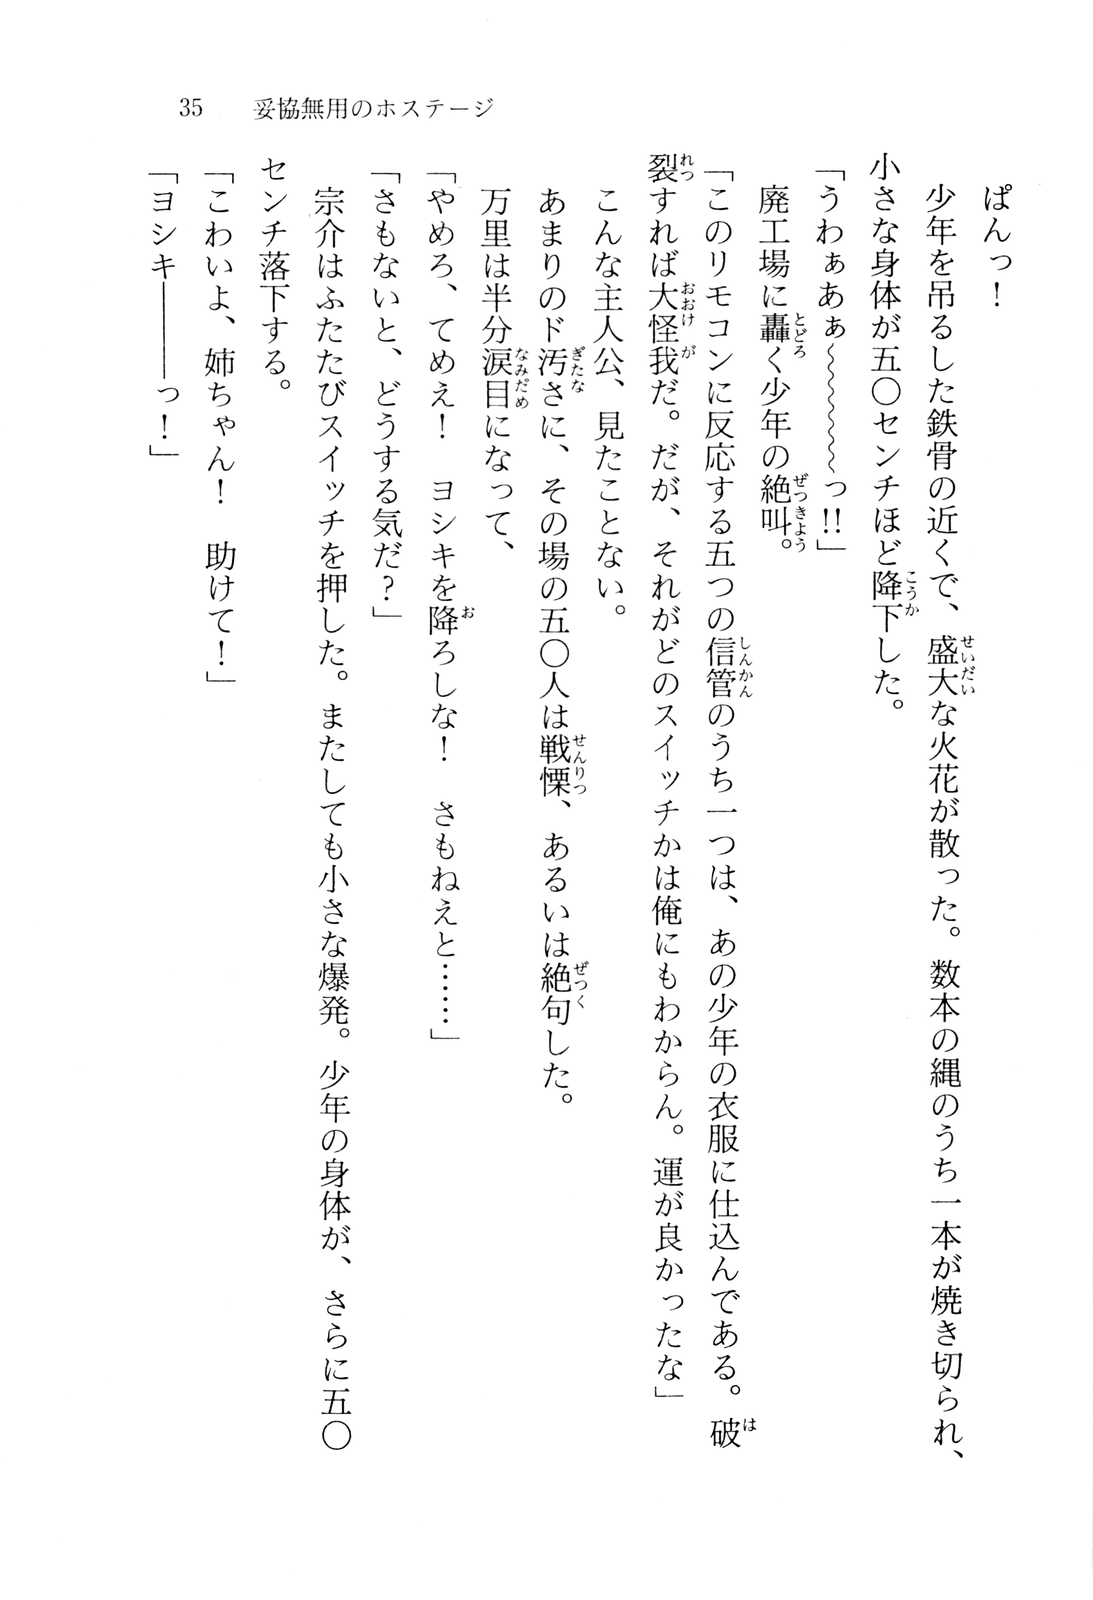 35 妥協無用のホステージ
ぱんっ！
少年を吊るした鉄骨の近くで、盛大な火花が散った。数本の縄のうち一本が焼き切られ、
小さな身体が五〇センチほど降下した。
「うわぁあぁ～～～～～っ!!」
廃工場に轟く少年の絶叫。
「このリモコンに反応する五つの信管のうち一つは、あの少年の衣服に仕込んである。破
裂すれば大怪我だ。だが、それがどのスイッチかは俺にもわからん。運が良かったな」
こんな主人公、見たことない。
あまりのド汚さに、その場の五〇人は戦慄、あるいは絶句した。
万里は半分涙目になって、
「やめろ、てめえ！　ヨシキを降ろしな！　さもねえと……」
「さもないと、どうする気だ？」
宗介はふたたびスイッチを押した。またしても小さな爆発。少年の身体が、さらに五〇
センチ落下する。
「こわいよ、姉ちゃん！　助けて！」
「ヨシキ―――っ！」